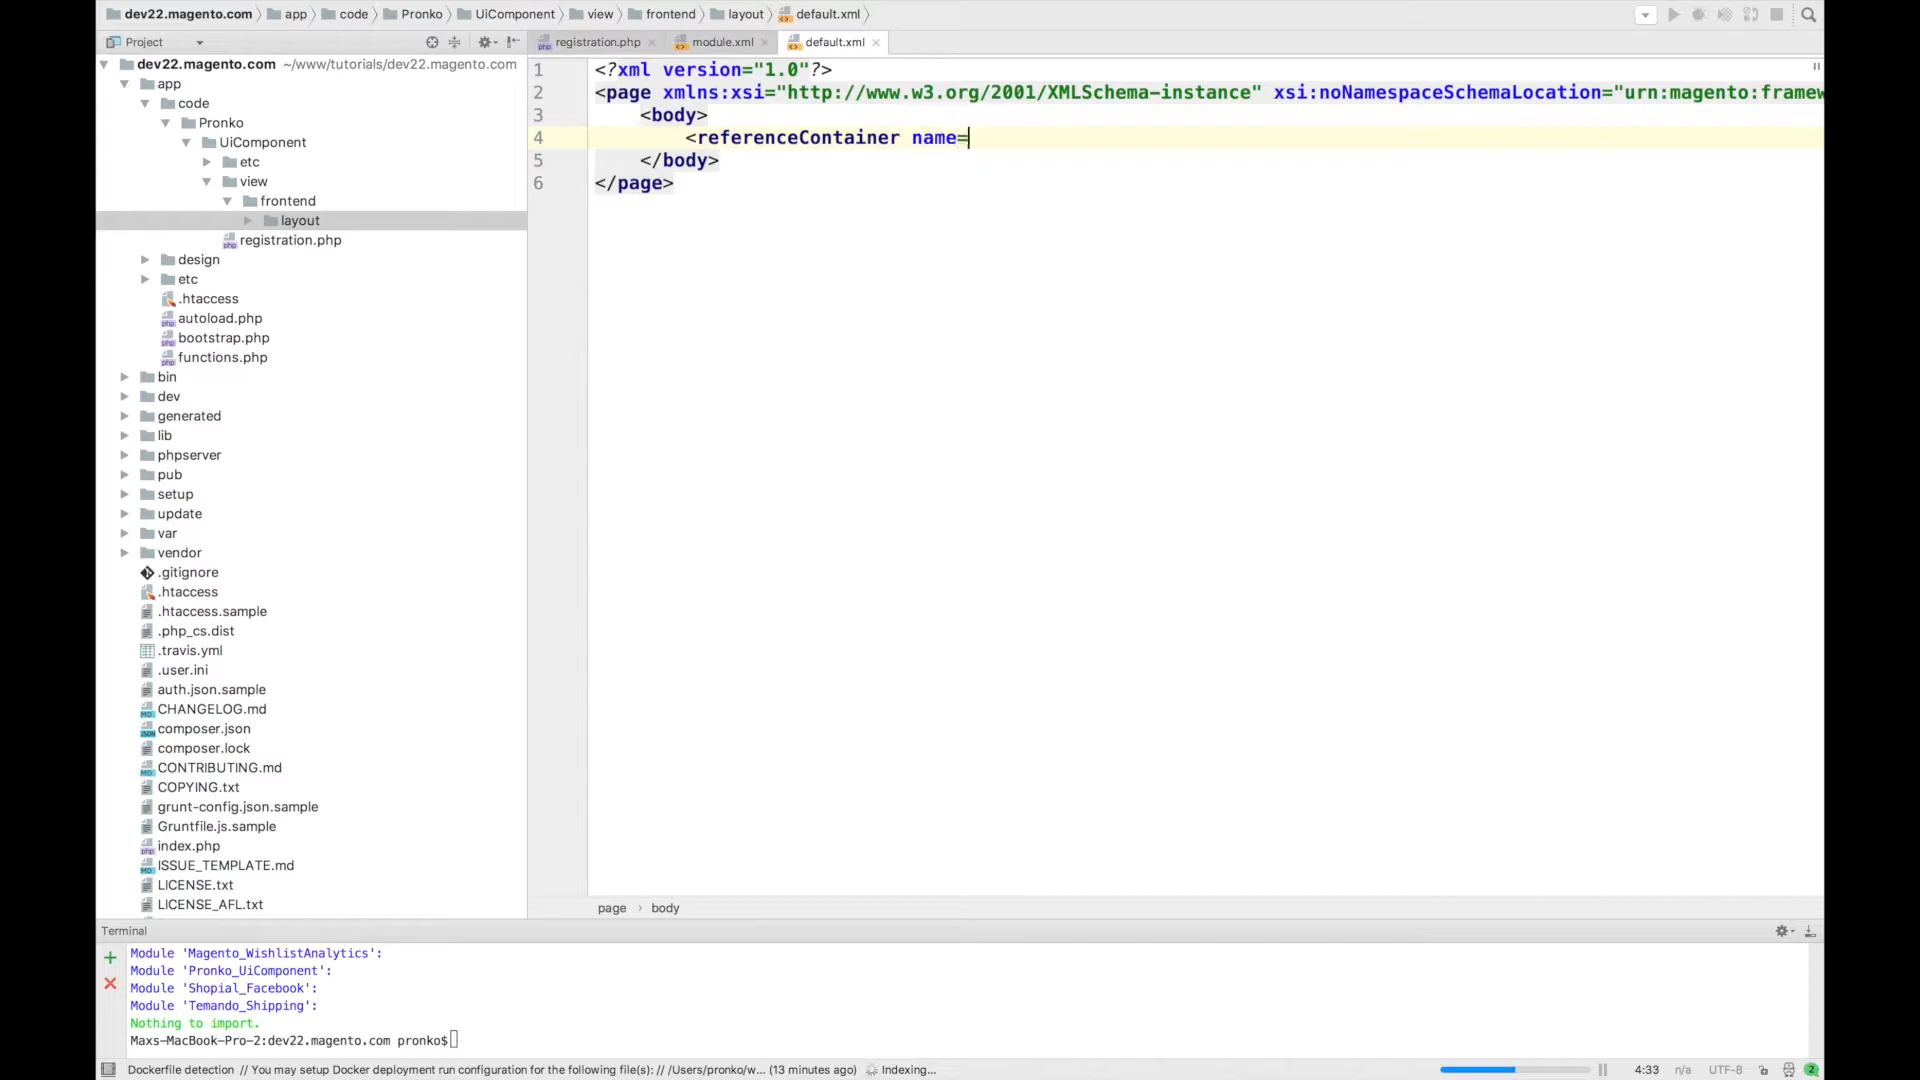 dev22.magento.com app code Pronko UiComponent view frontend layout default.xml
Project
registration.php module.xml default.xml
dev22.magento.com ~/www/tutorials/dev22.magento.com
app
code
Pronko
UiComponent
etc
view
frontend
layout
registration.php
design
etc
.htaccess
autoload.php
bootstrap.php
functions.php
bin
dev
generated
lib
phpserver
pub
setup
update
var
vendor
.gitignore
.htaccess
.htaccess.sample
.php_cs.dist
.travis.yml
.user.ini
auth.json.sample
CHANGELOG.md
composer.json
composer.lock
CONTRIBUTING.md
COPYING.txt
grunt-config.json.sample
Gruntfile.js.sample
index.php
ISSUE_TEMPLATE.md
LICENSE.txt
LICENSE_AFL.txt
1 <?xml version="1.0"?>
2 <page xmlns:xsi="http://www.w3.org/2001/XMLSchema-instance" xsi:noNamespaceSchemaLocation="urn:magento:framew
3 <body>
4 <referenceContainer name=
5 </body>
6 </page>
page › body
Terminal
Module 'Magento_WishlistAnalytics':
Module 'Pronko_UiComponent':
Module 'Shopial_Facebook':
Module 'Temando_Shipping':
Nothing to import.
Maxs-MacBook-Pro-2:dev22.magento.com pronko$
Dockerfile detection // You may setup Docker deployment run configuration for the following file(s): // /Users/pronko/w... (13 minutes ago) Indexing... 4:33 n/a UTF-8 2